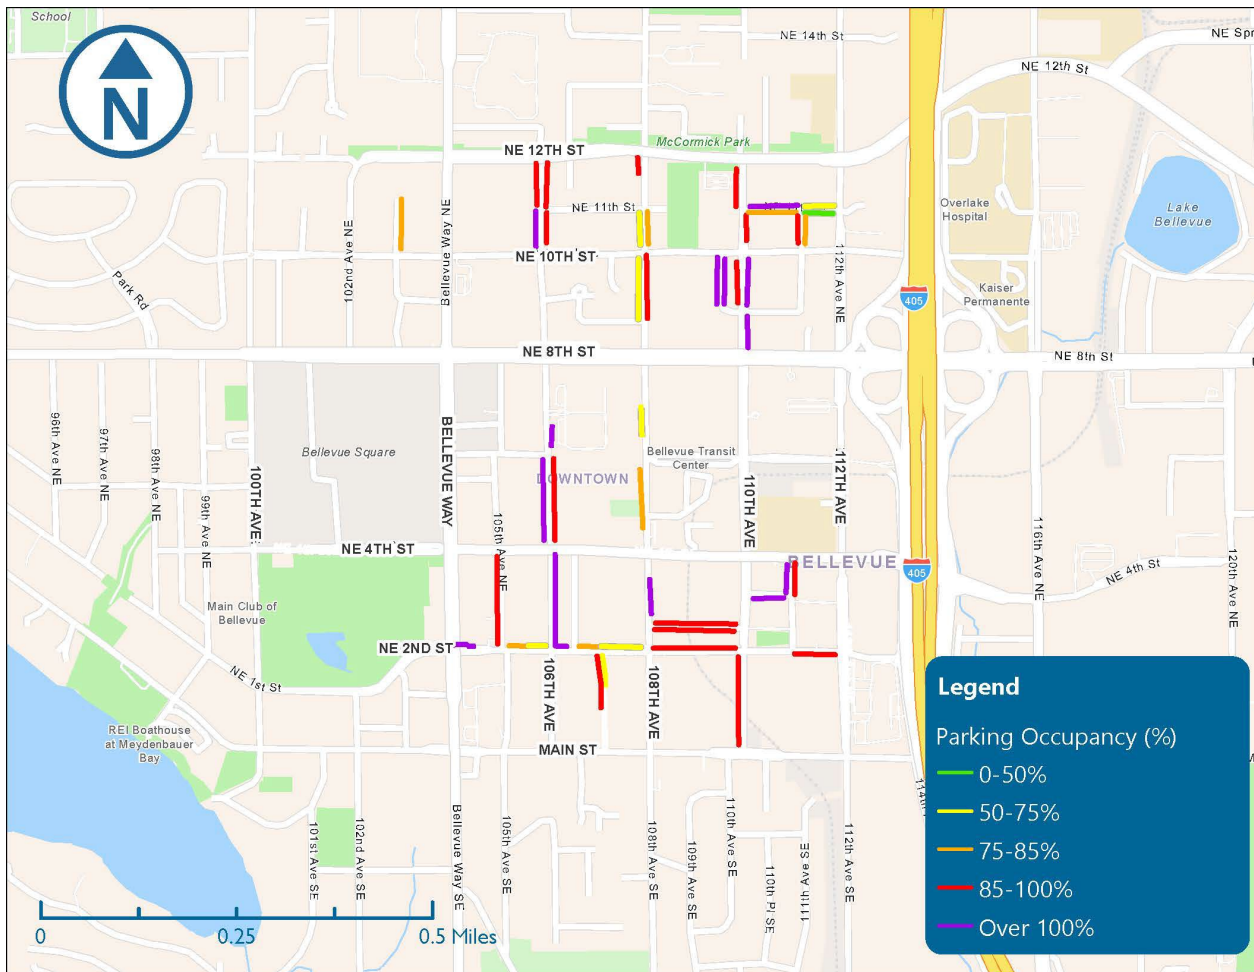 School
NE 14th St
NE Spr
N
NE 12th St
McCormick Park
NE 12TH ST
NE 11th St
Overlake
Hospital
Lake
Bellevue
102nd Ave NE
Bellevue Way NE
NE 10TH ST
112th Ave NE
Park Rd
405
Kaiser
Permanente
NE 8TH ST
NE 8th St
96th Ave NE
97th Ave NE
98th Ave NE
99th Ave NE
100TH AVE
Bellevue Square
BELLEVUE WAY
105th Ave NE
DOWNTOWN
Bellevue Transit
Center
110TH AVE
112TH AVE
116th Ave NE
120th Ave NE
NE 4TH ST
BELLEVUE
405
NE 4th St
Main Club of
Bellevue
NE 2ND ST
NE 1st St
106TH AVE
108TH AVE
REI Boathouse
at Meydenbauer
Bay
MAIN ST
101st Ave SE
102nd Ave SE
Bellevue Way SE
105th Ave SE
108th Ave SE
109th Ave SE
110th Ave SE
110th Pl SE
111th Ave SE
112th Ave SE
114th
Legend
Parking Occupancy (%)
0-50%
50-75%
75-85%
85-100%
Over 100%
0 0.25 0.5 Miles